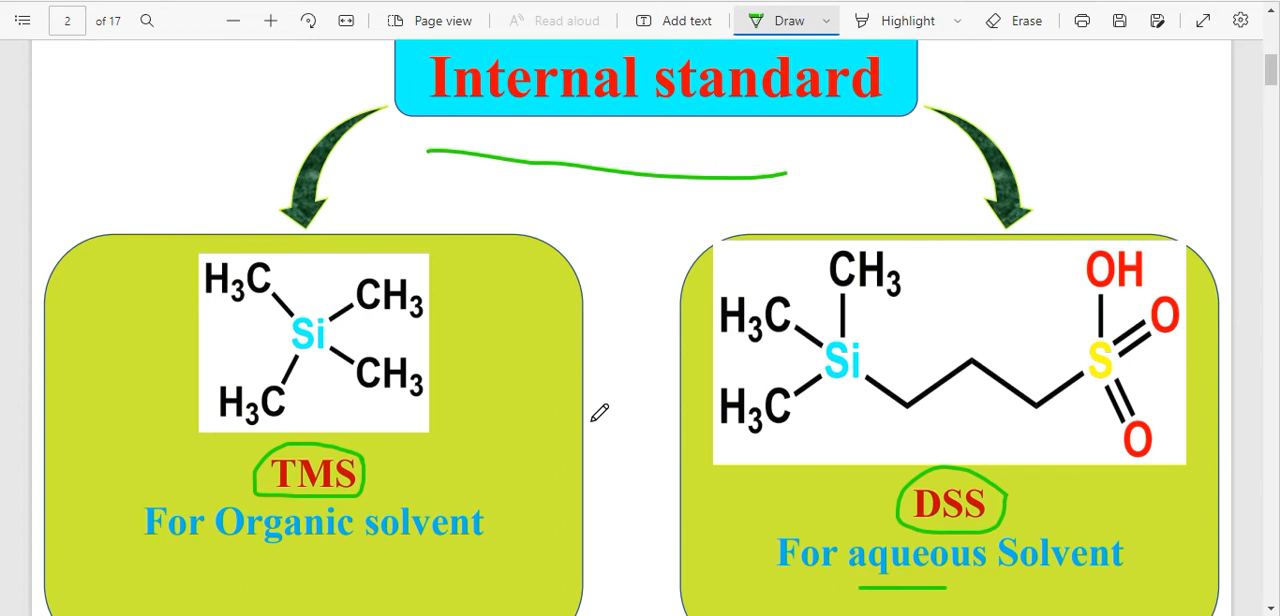 2 of 17 Page view Read aloud Add text Draw Highlight Erase
Internal standard
H₃C CH₃
Si
H₃C CH₃
TMS
For Organic solvent
CH₃ OH
H₃C O
Si S
H₃C O
DSS
For aqueous Solvent